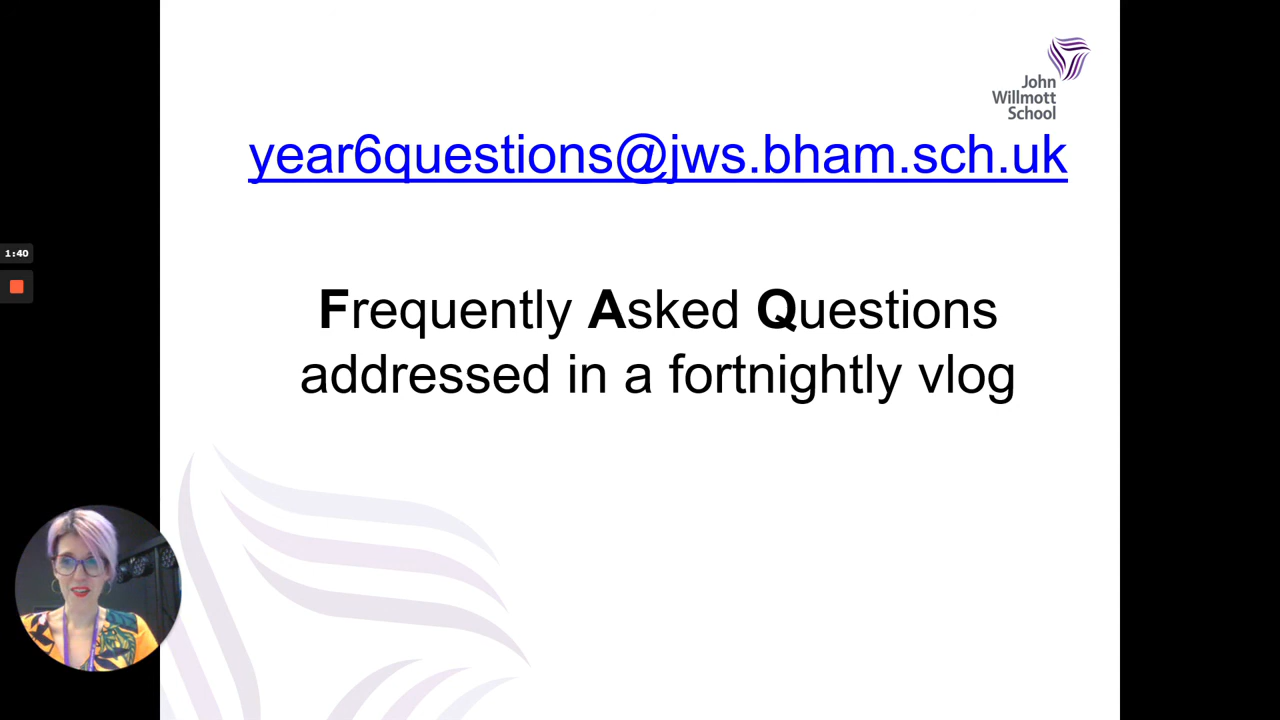 John
Willmott
School
year6questions@jws.bham.sch.uk
1:40
Frequently Asked Questions
addressed in a fortnightly vlog